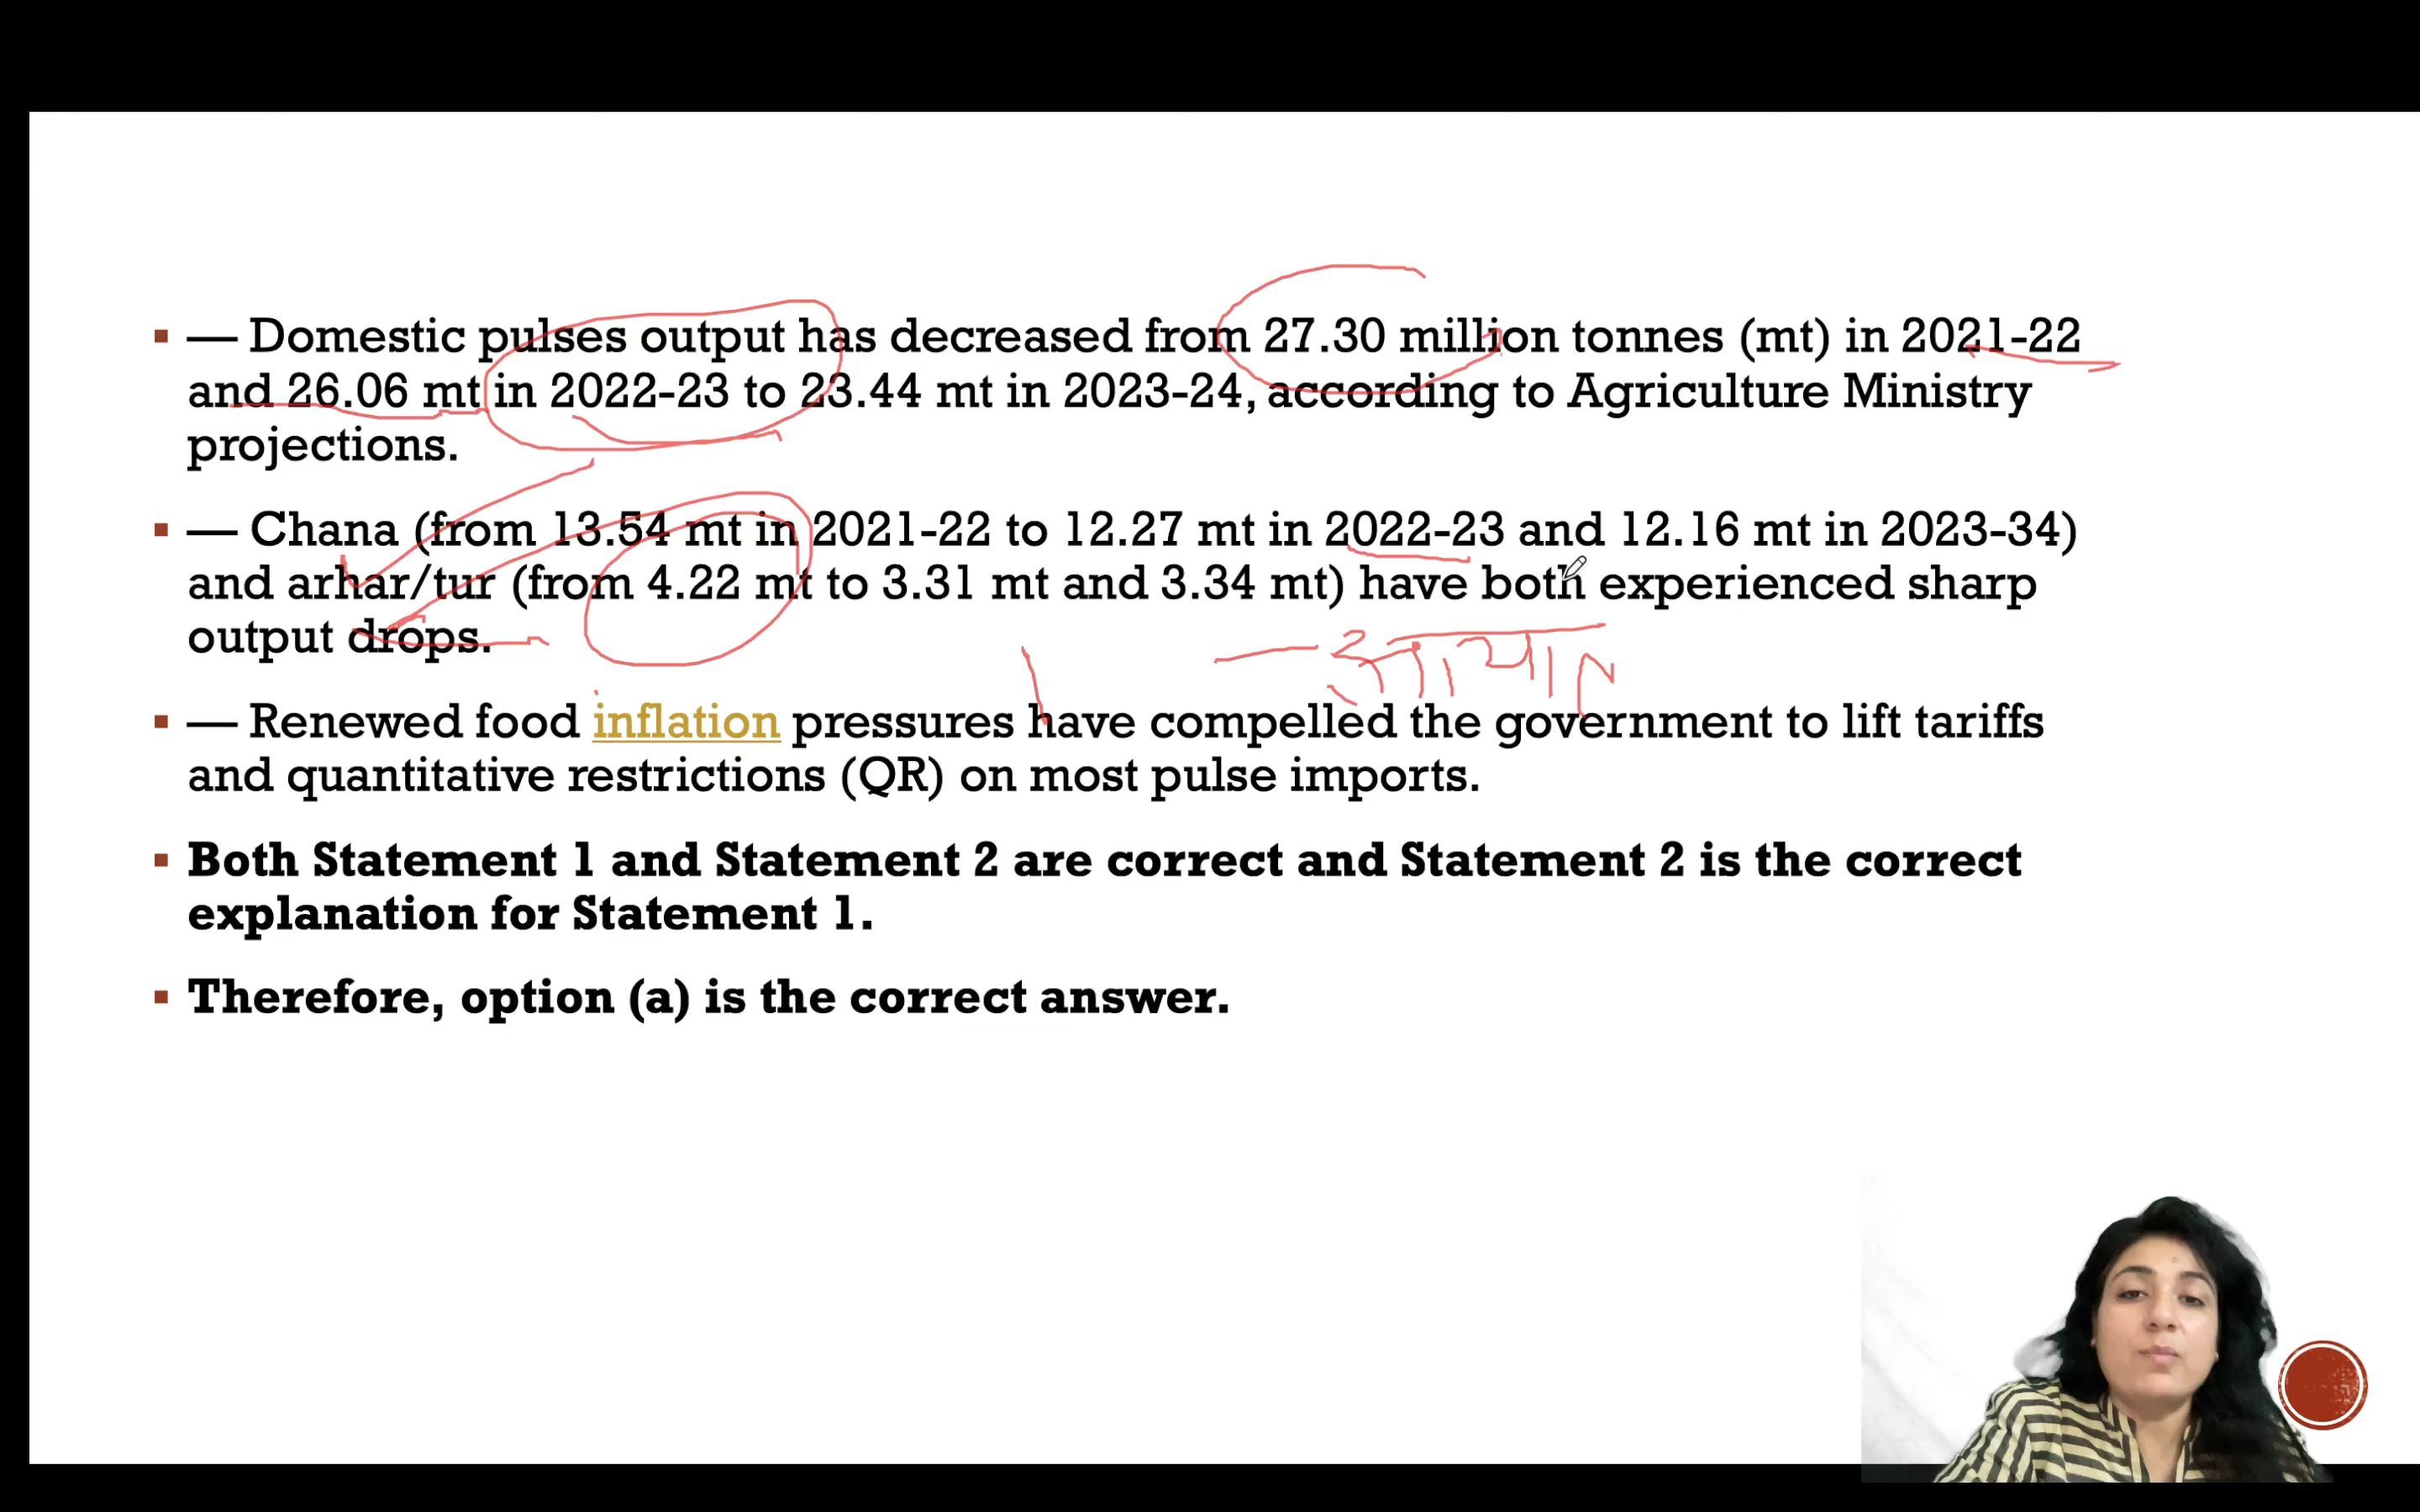 ▪ — Domestic pulses output has decreased from 27.30 million tonnes (mt) in 2021-22
and 26.06 mt in 2022-23 to 23.44 mt in 2023-24, according to Agriculture Ministry
projections.
▪ — Chana (from 13.54 mt in 2021-22 to 12.27 mt in 2022-23 and 12.16 mt in 2023-34)
and arhar/tur (from 4.22 mt to 3.31 mt and 3.34 mt) have both experienced sharp
output drops.
— आयात
▪ — Renewed food inflation pressures have compelled the government to lift tariffs
and quantitative restrictions (QR) on most pulse imports.
▪ Both Statement 1 and Statement 2 are correct and Statement 2 is the correct
explanation for Statement 1.
▪ Therefore, option (a) is the correct answer.